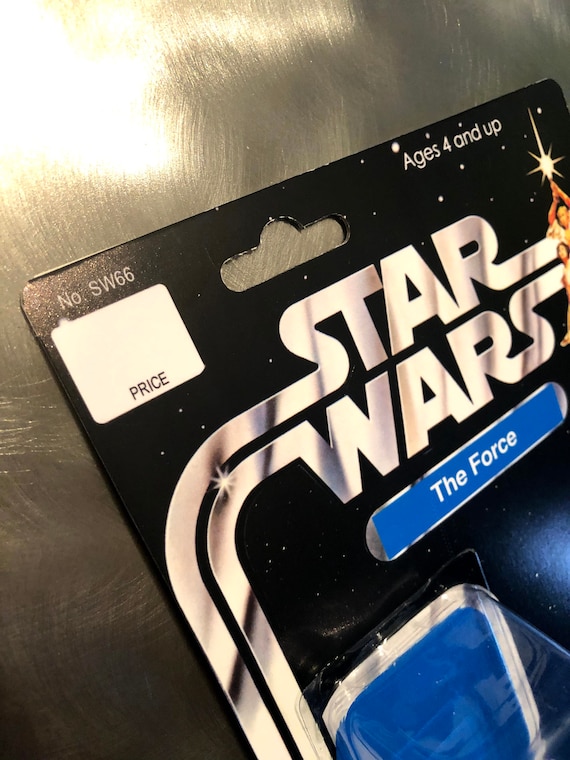 Ages 4 and up
No SW66
PRICE
STAR
WARS
The Force